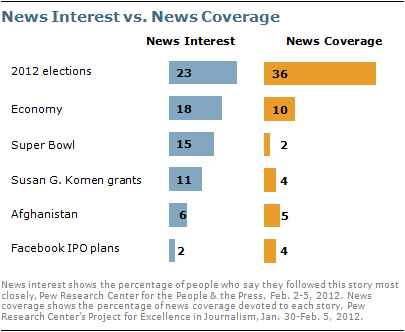 News Interest vs. News Coverage
News Interest News Coverage
2012 elections 23 36
Economy 18 10
Super Bowl 15 2
Susan G. Komen grants 11 4
Afghanistan 6 5
Facebook IPO plans 2 4
News interest shows the percentage of people who say they followed this story most
closely, Pew Research Center for the People & the Press, Feb. 2-5, 2012. News
coverage shows the percentage of news coverage devoted to each story, Pew
Research Center's Project for Excellence in Journalism, Jan. 30-Feb. 5, 2012.